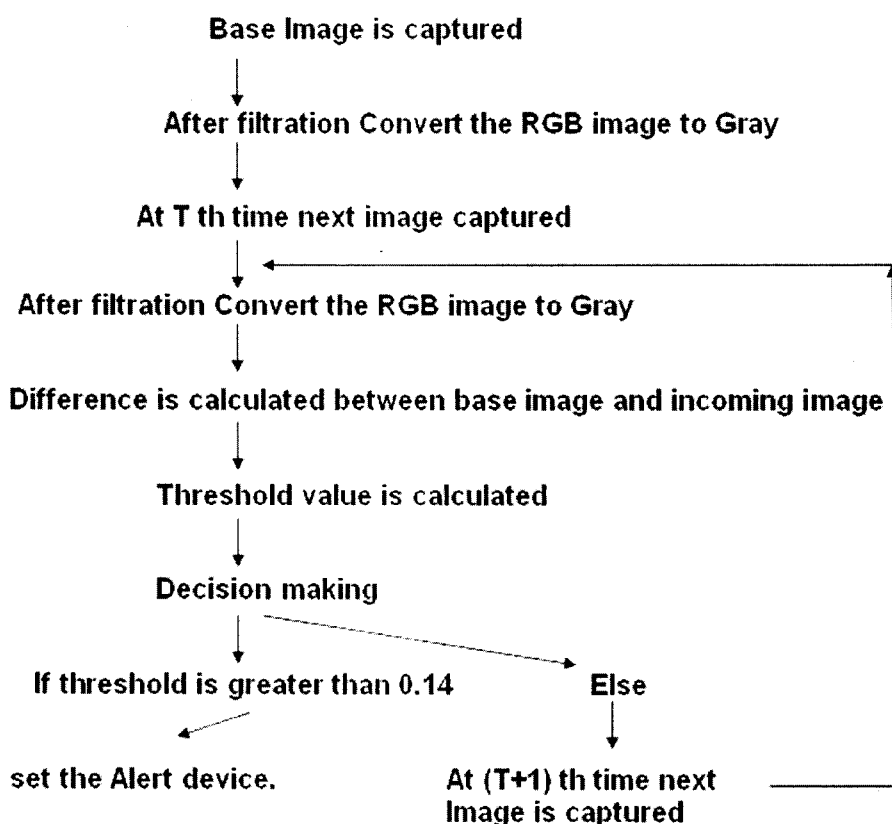 Base Image is captured
After filtration Convert the RGB image to Gray
At T th time next image captured
After filtration Convert the RGB image to Gray
Difference is calculated between base image and incoming image
Threshold value is calculated
Decision making
If threshold is greater than 0.14
Else
set the Alert device.
At (T+1) th time next
Image is captured